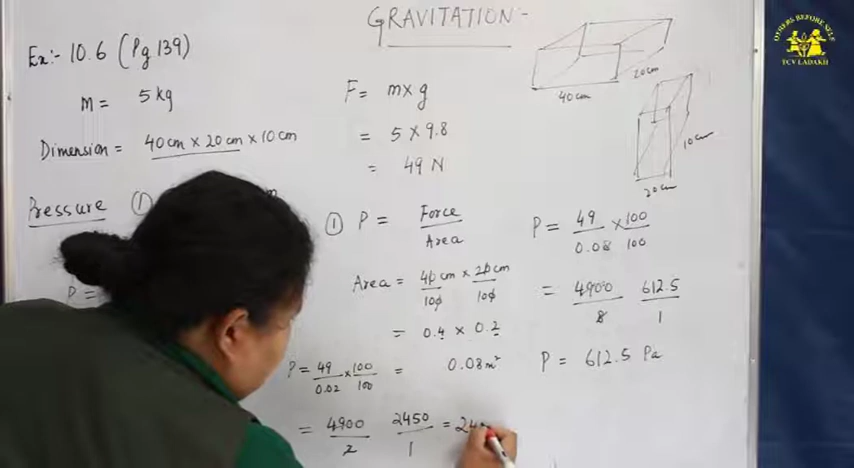 GRAVITATION :-
Ex:- 10.6 (Pg 139)
M = 5 kg
Dimension = 40 cm × 20 cm × 10 cm
F = m × g
= 5 × 9.8
= 49 N
40 cm
20 cm
10 cm
20 cm
Pressure ①
P =
① P = Force / Area
Area = 40 cm / 100 × 20 cm / 100
= 0.4 × 0.2
= 0.08 m²
P = 49 / 0.08 × 100 / 100
= 4900 / 8 612.5 / 1
P = 612.5 Pa
P = 49 / 0.02 × 100 / 100
= 4900 / 2 2450 / 1 =
OTHERS BEFORE SELF
TCV LADAKH